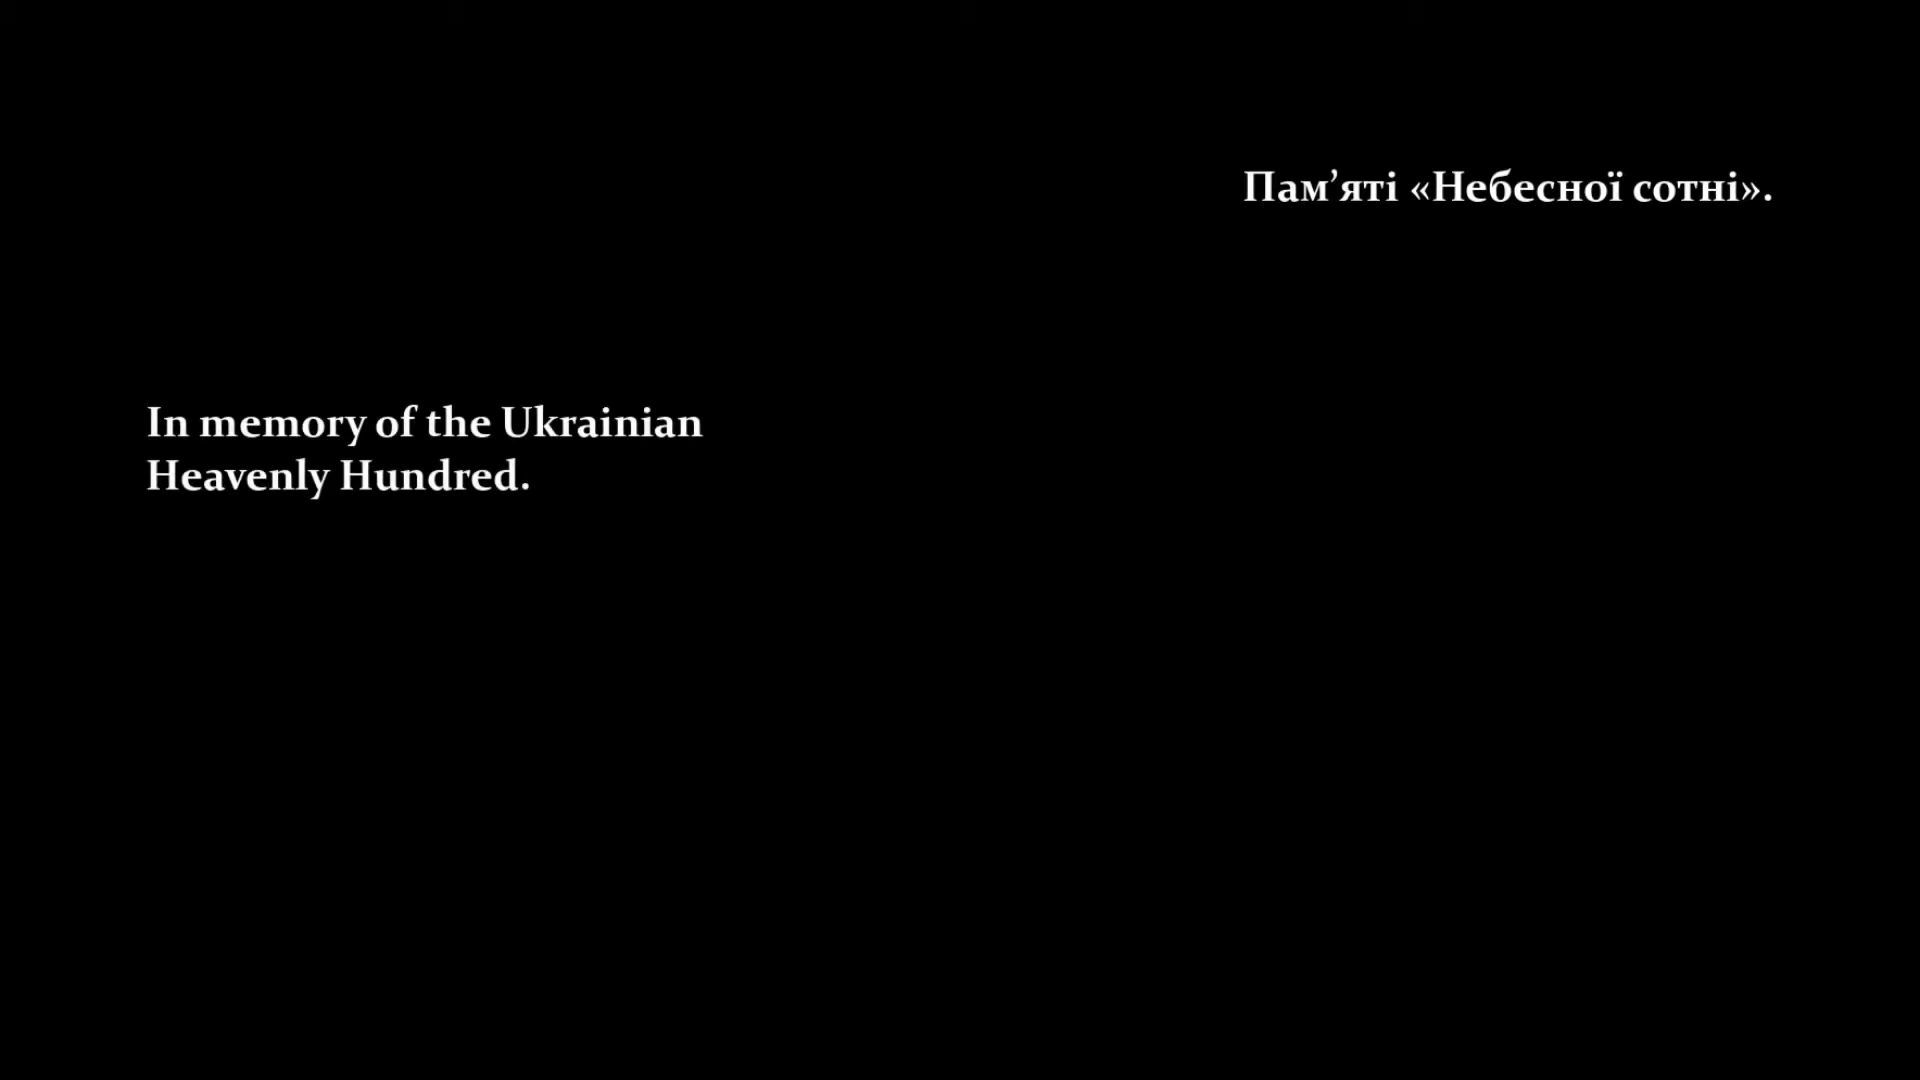 Пам’яті «Небесної сотні».
In memory of the Ukrainian
Heavenly Hundred.